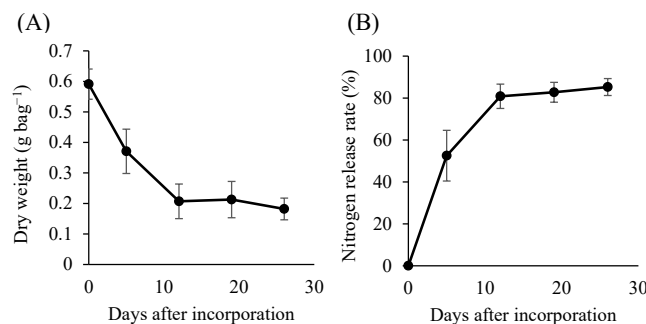 (A)
Dry weight (g bag⁻¹)
0.7
0.6
0.5
0.4
0.3
0.2
0.1
0
0 10 20 30
Days after incorporation
(B)
Nitrogen release rate (%)
100
80
60
40
20
0
0 10 20 30
Days after incorporation